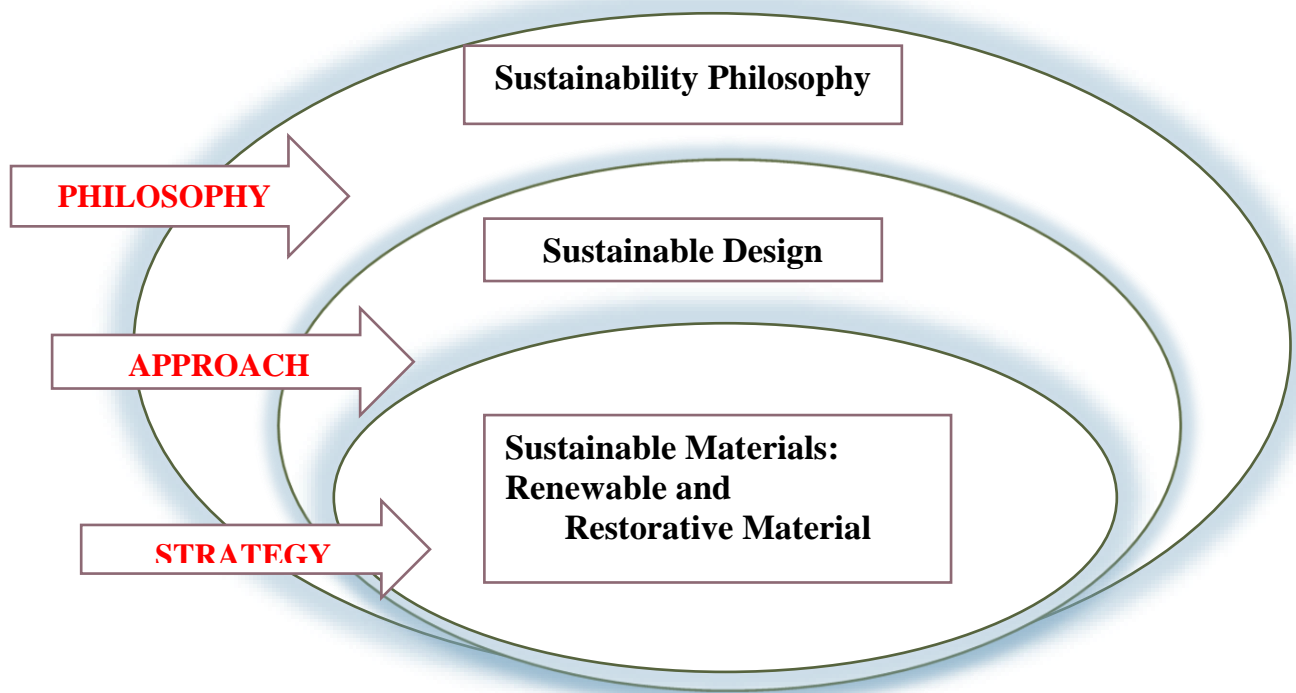 Sustainability Philosophy
PHILOSOPHY
Sustainable Design
APPROACH
Sustainable Materials:
Renewable and
Restorative Material
STRATEGY